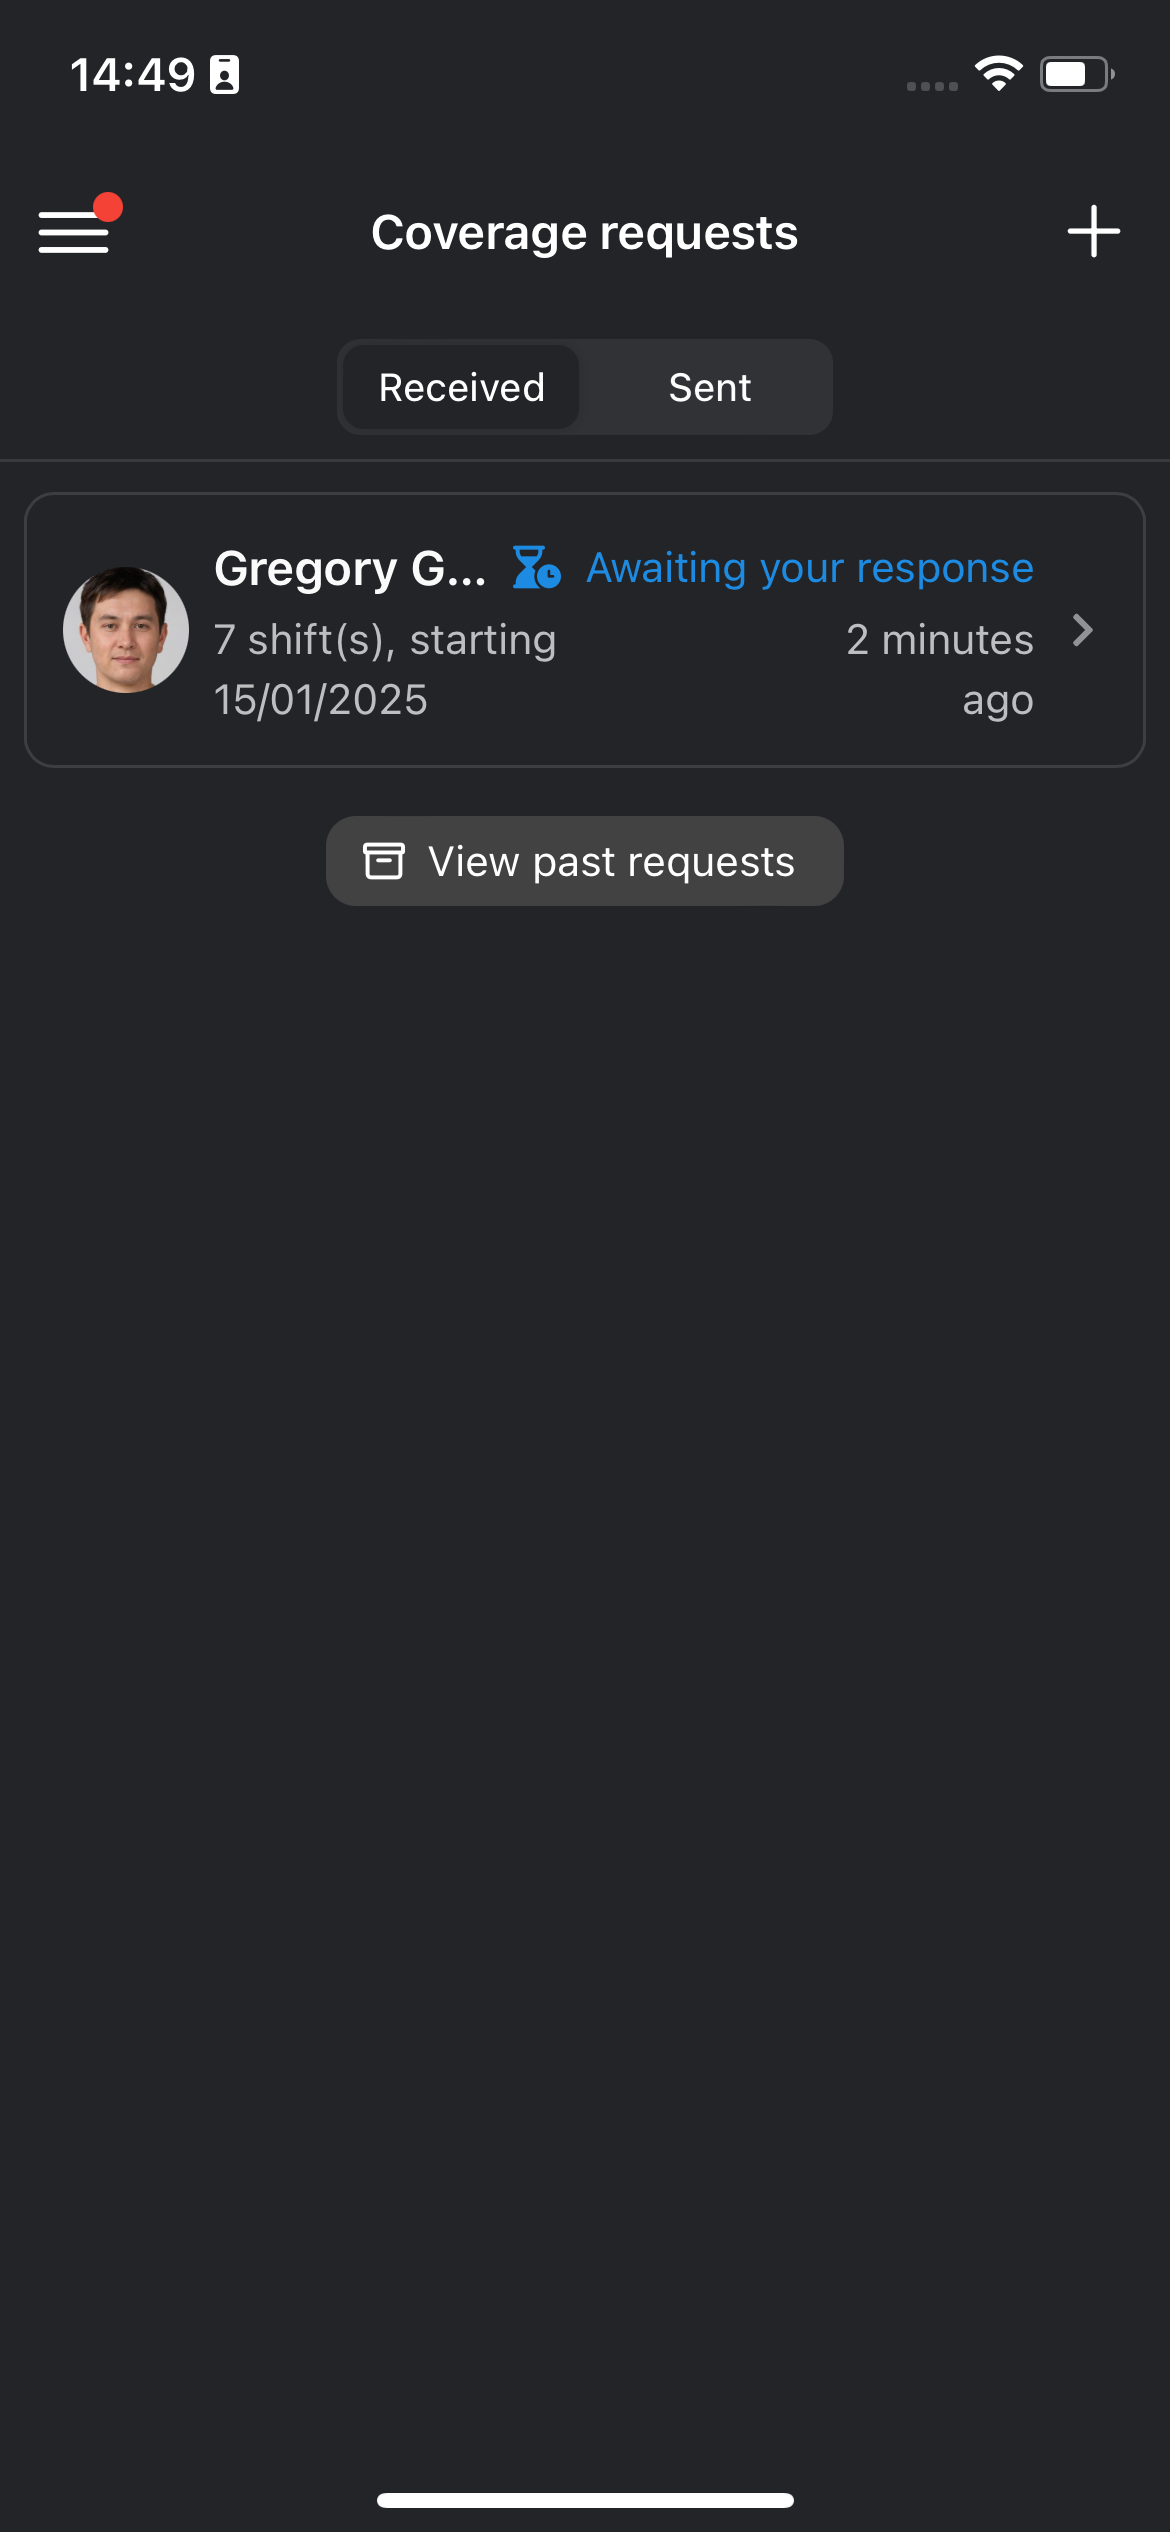 14:49
Coverage requests
Received Sent
Gregory G... Awaiting your response
7 shift(s), starting 2 minutes
15/01/2025 ago
View past requests